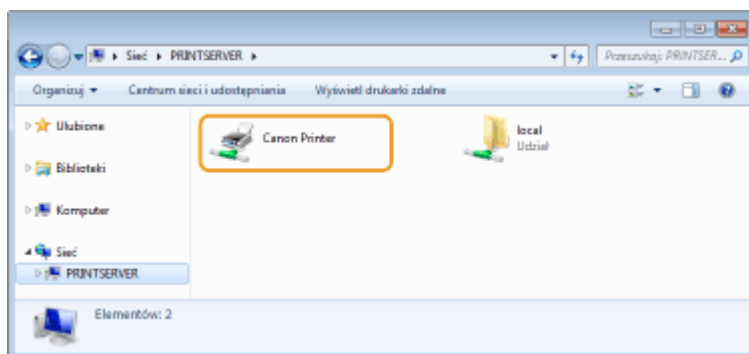 Sieć ▸ PRINTSERVER ▸
Przeszukaj: PRINTSER...
Organizuj
Centrum sieci i udostępniania
Wyświetl drukarki zdalne
Ulubione
Biblioteki
Komputer
Sieć
PRINTSERVER
Canon Printer
local
Udział
Elementów: 2